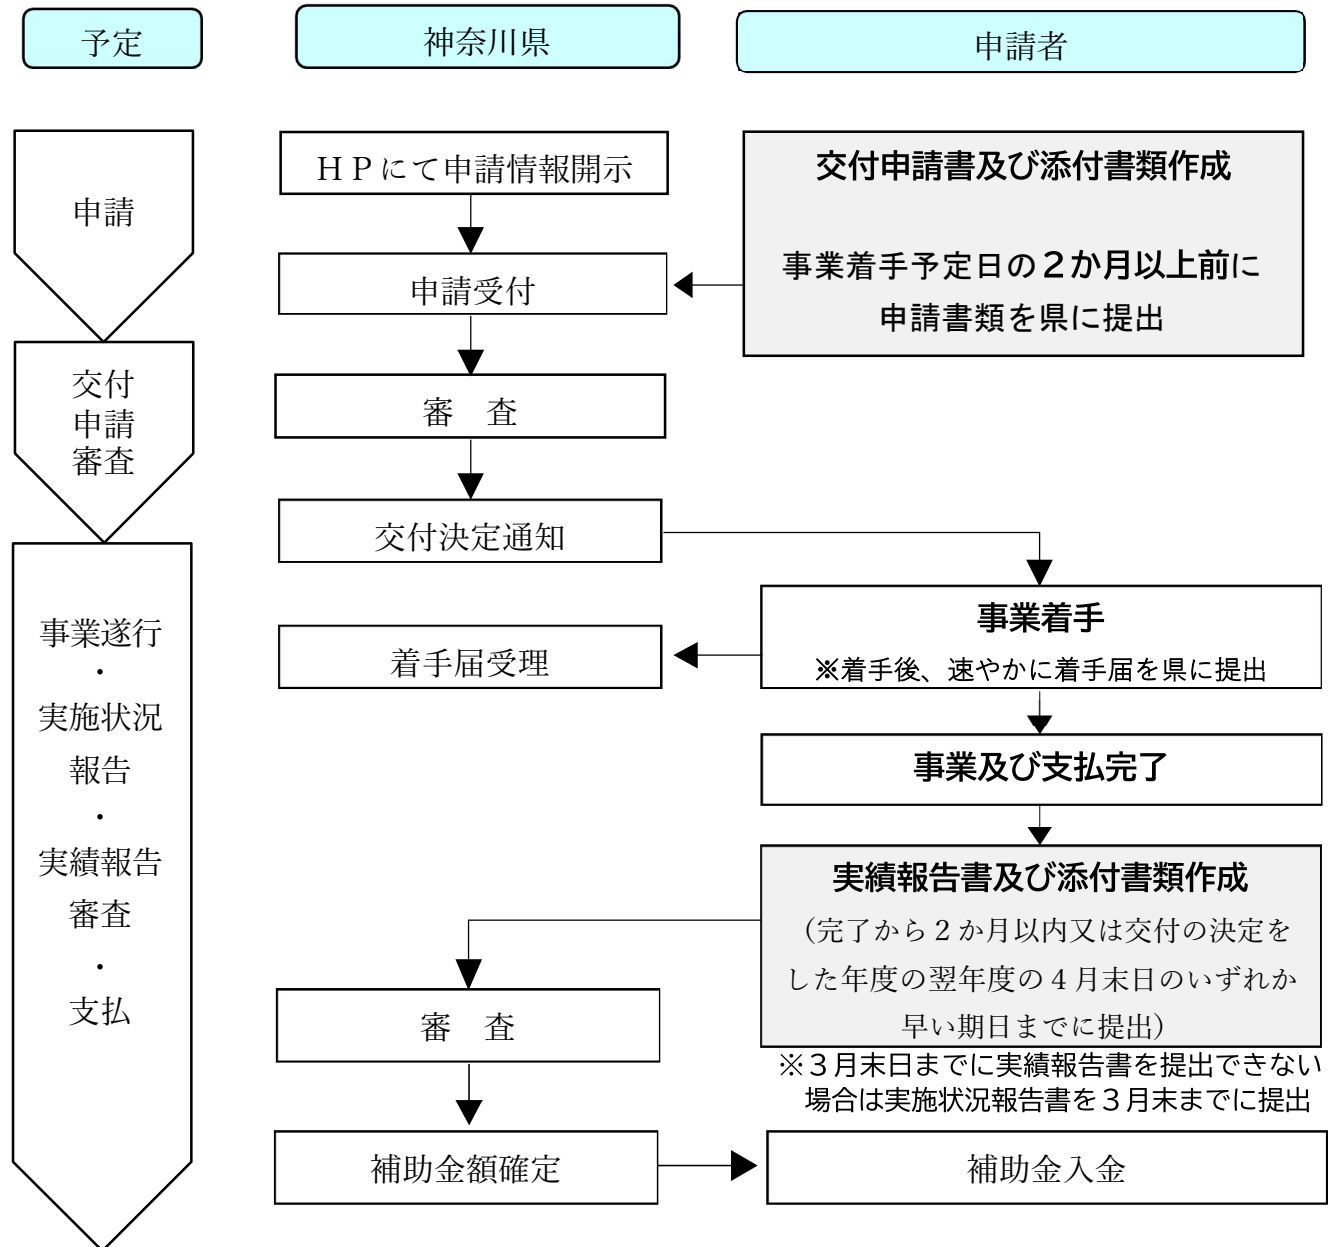 予定
神奈川県
申請者
申請
ＨＰにて申請情報開示
交付申請書及び添付書類作成
事業着手予定日の２か月以上前に
申請書類を県に提出
申請受付
交付
申請
審査
審　査
交付決定通知
事業遂行
・
実施状況
報告
・
実績報告
審査
・
支払
事業着手
※着手後、速やかに着手届を県に提出
着手届受理
事業及び支払完了
実績報告書及び添付書類作成
（完了から２か月以内又は交付の決定を
した年度の翌年度の４月末日のいずれか
早い期日までに提出）
※３月末日までに実績報告書を提出できない
場合は実施状況報告書を３月末までに提出
審　査
補助金額確定
補助金入金